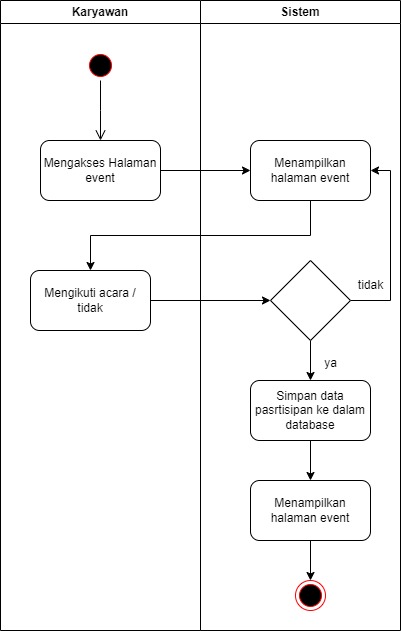 Karyawan
Sistem
Mengakses Halaman
event
Menampilkan
halaman event
Mengikuti acara /
tidak
tidak
ya
Simpan data
pasrtisipan ke dalam
database
Menampilkan
halaman event